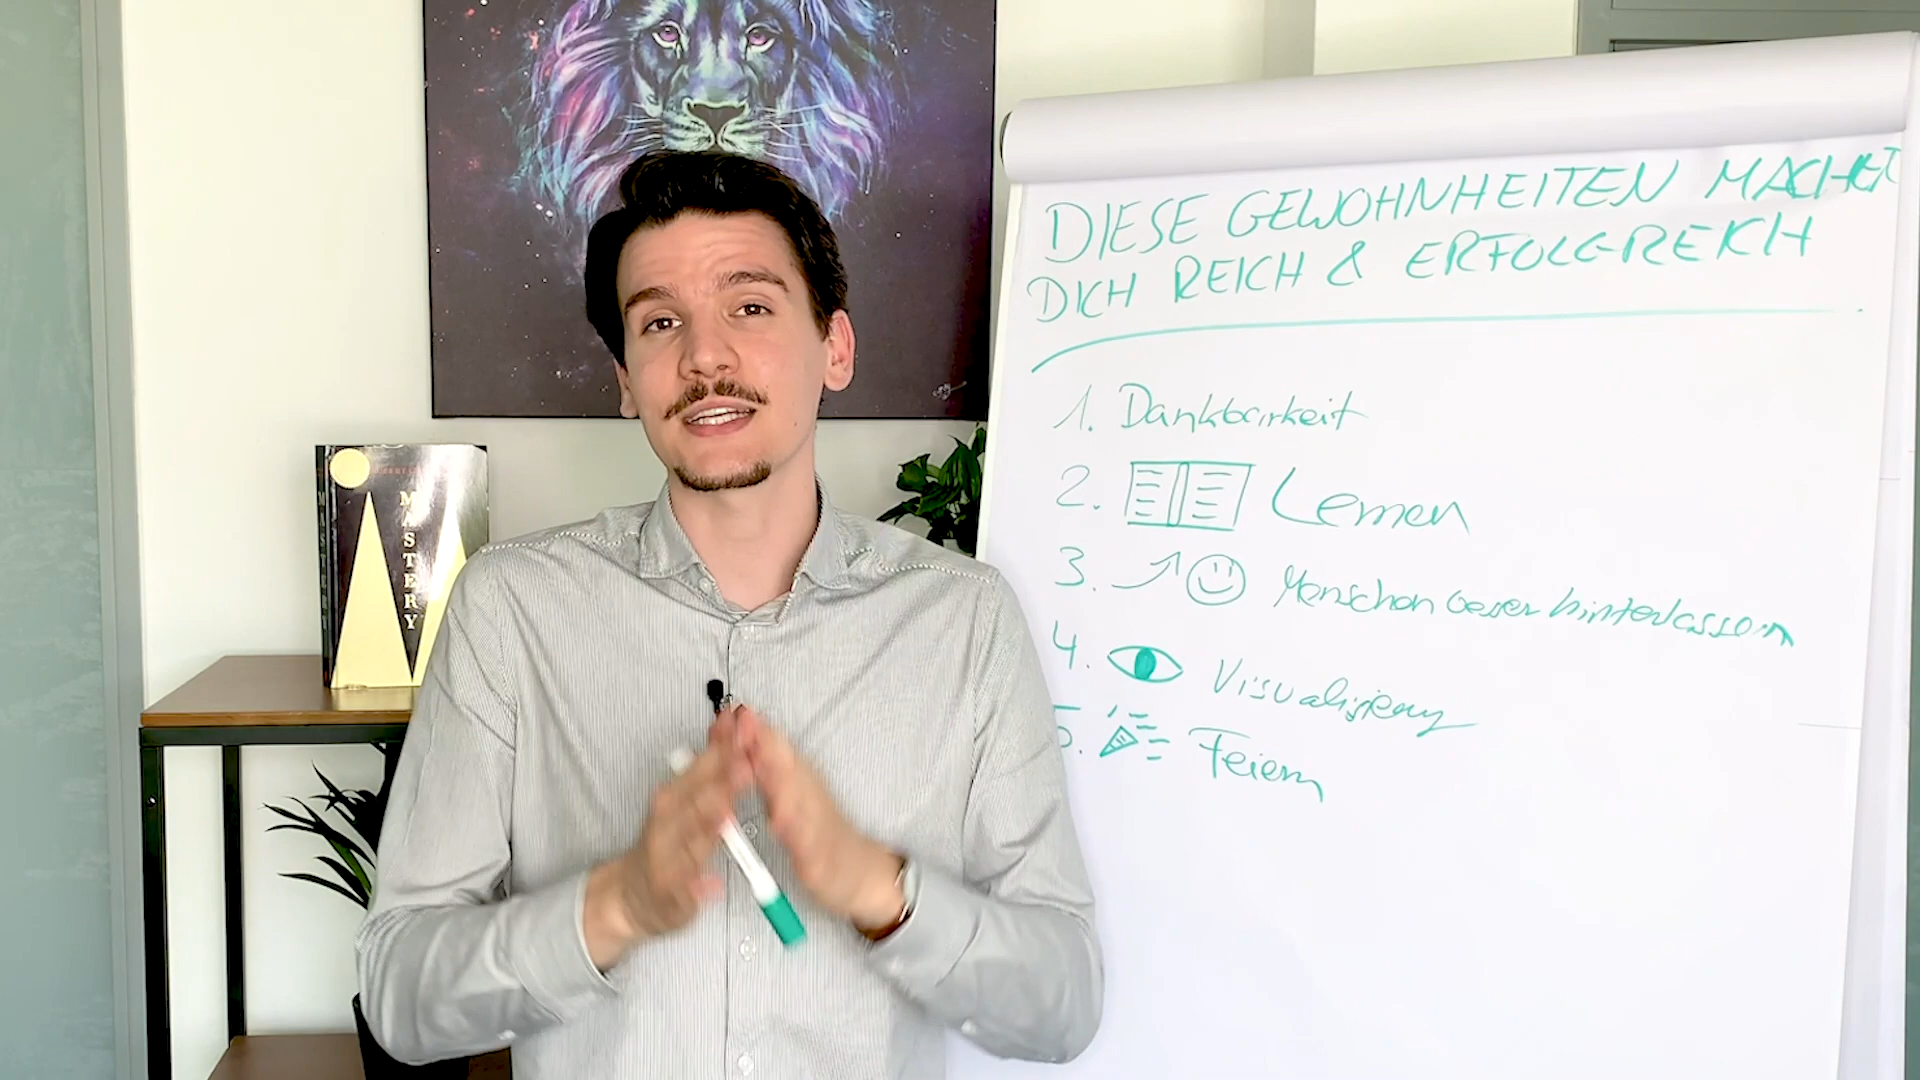 DIESE GEWOHNHEITEN MACHEN
DICH REICH & ERFOLGREICH
1. Dankbarkeit
2. Lernen
3. Menschen besser hinterlassen
4. Visualisierung
5. Feiern
MASTERY
MASTERY